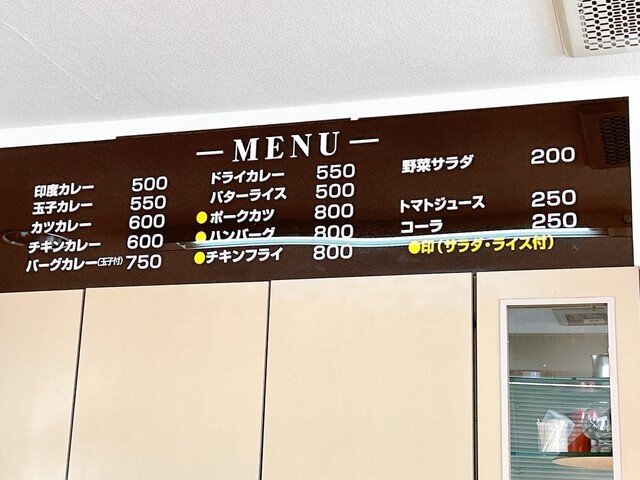 — MENU —
印度カレー 500
玉子カレー 550
カツカレー 600
チキンカレー 600
バーグカレー(玉子付) 750
ドライカレー 550
バターライス 500
●ポークカツ 800
●ハンバーグ 800
●チキンフライ 800
野菜サラダ 200
トマトジュース 250
コーラ 250
●印(サラダ・ライス付)